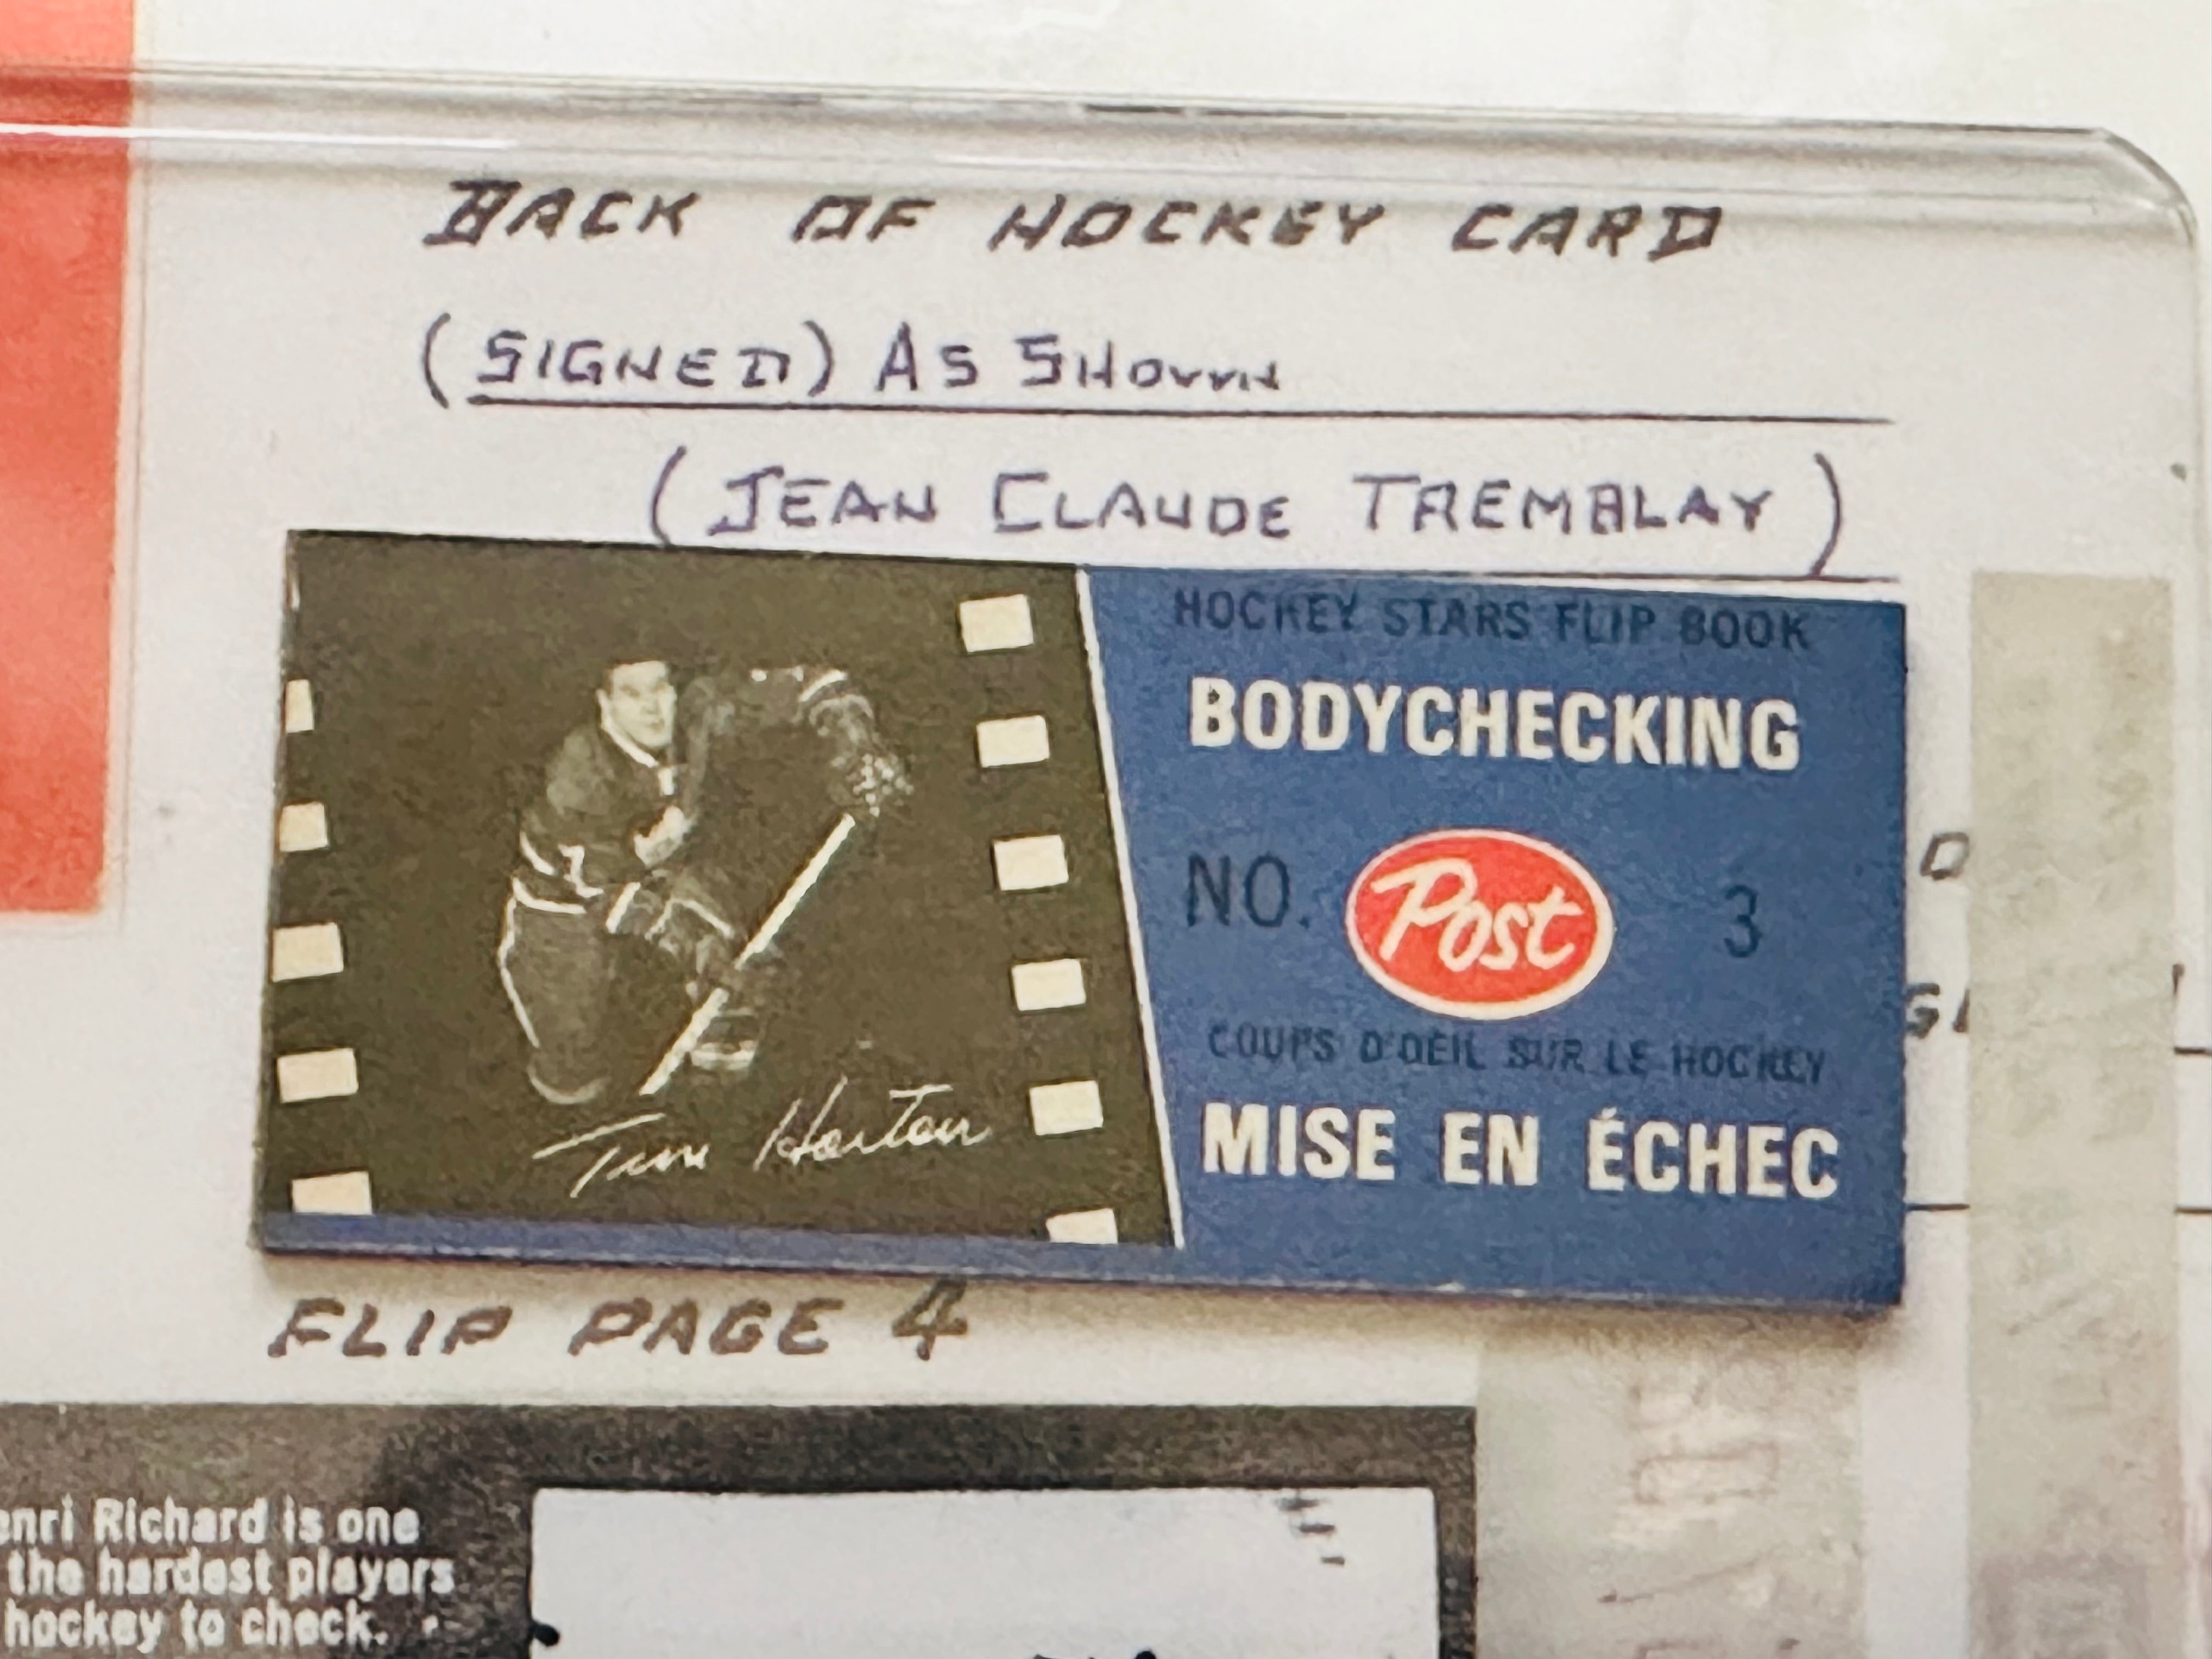 BACK OF HOCKEY CARD
(SIGNED) AS SHOWN
(JEAN CLAUDE TREMBLAY)
HOCKEY STARS FLIP BOOK
BODYCHECKING
NO. Post 3
COUPS D'OEIL SUR LE HOCKEY
MISE EN ÉCHEC
Tim Horton
FLIP PAGE 4
enri Richard is one
the hardest players
hockey to check.